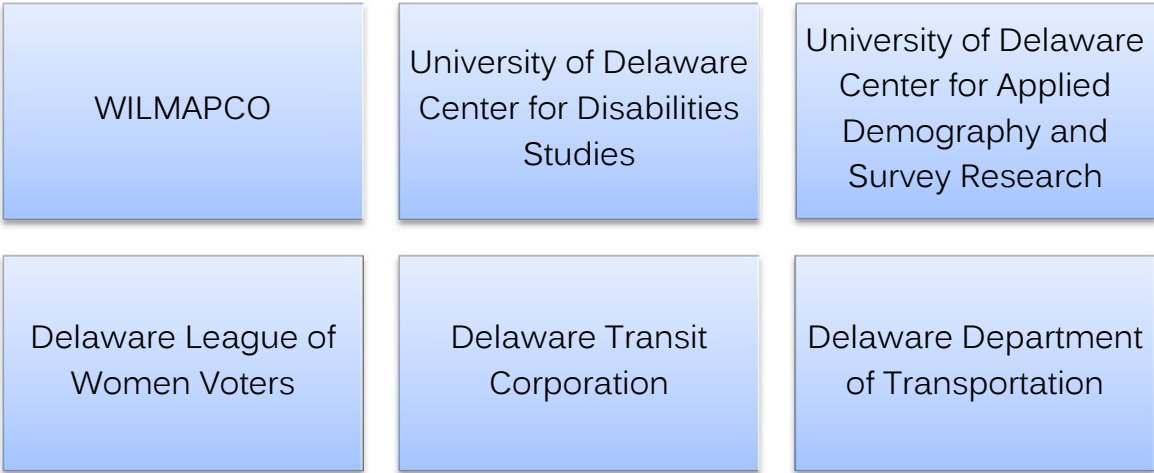 WILMAPCO
University of Delaware
Center for Disabilities
Studies
University of Delaware
Center for Applied
Demography and
Survey Research
Delaware League of
Women Voters
Delaware Transit
Corporation
Delaware Department
of Transportation